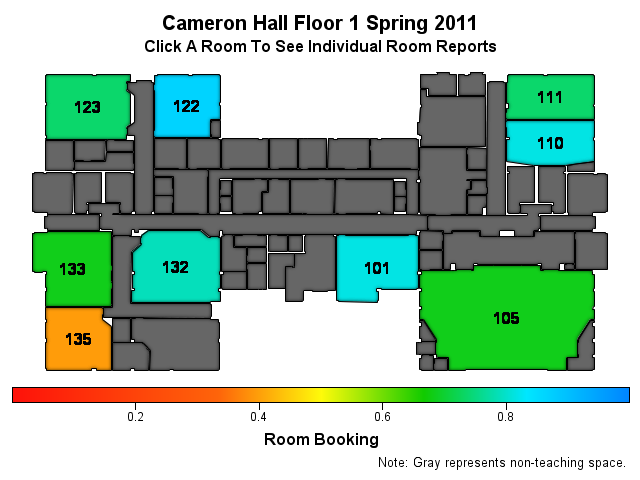 Cameron Hall Floor 1 Spring 2011
Click A Room To See Individual Room Reports
123
122
111
110
133
132
101
105
135
0.2 0.4 0.6 0.8
Room Booking
Note: Gray represents non-teaching space.